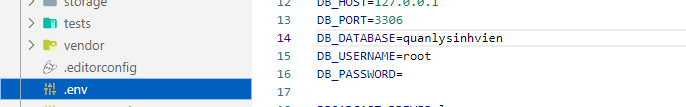 storage
tests
vendor
.editorconfig
.env
12 DB_HOST=127.0.0.1
13 DB_PORT=3306
14 DB_DATABASE=quanlysinhvien
15 DB_USERNAME=root
16 DB_PASSWORD=
17